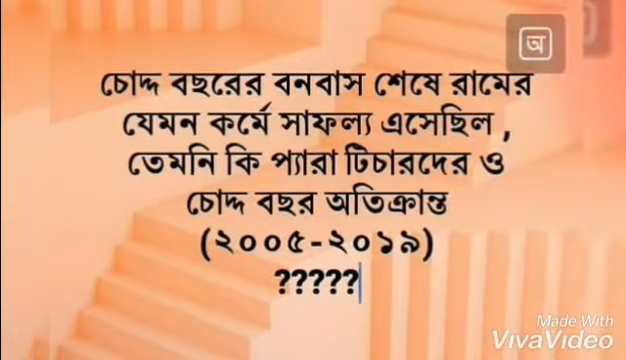 অ
চোদ্দ বছরের বনবাস শেষে রামের
যেমন কর্মে সাফল্য এসেছিল ,
তেমনি কি প্যারা টিচারদের ও
চোদ্দ বছর অতিক্রান্ত
(২০০৫-২০১৯)
?????
Made With
VivaVideo